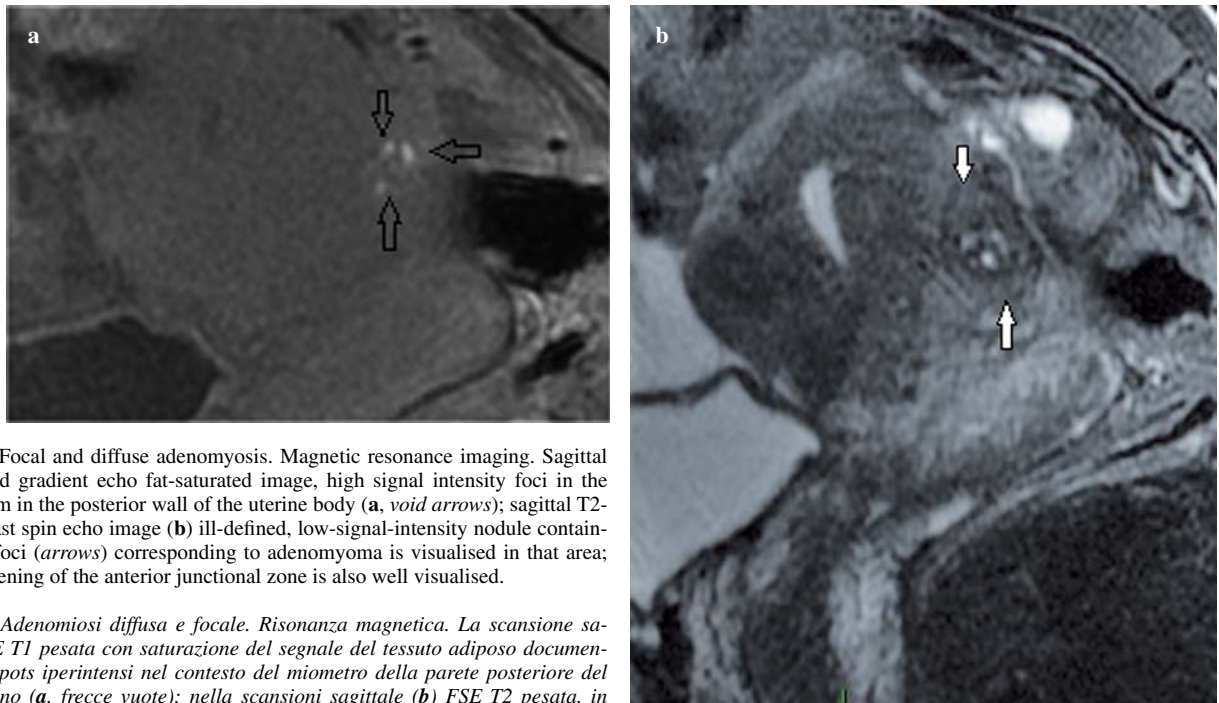 a
b
Focal and diffuse adenomyosis. Magnetic resonance imaging. Sagittal
d gradient echo fat-saturated image, high signal intensity foci in the
m in the posterior wall of the uterine body (a, void arrows); sagittal T2-
ast spin echo image (b) ill-defined, low-signal-intensity nodule contain-
foci (arrows) corresponding to adenomyoma is visualised in that area;
ening of the anterior junctional zone is also well visualised.
Adenomiosi diffusa e focale. Risonanza magnetica. La scansione sa-
E T1 pesata con saturazione del segnale del tessuto adiposo documen-
pots iperintensi nel contesto del miometro della parete posteriore del
no (a, frecce vuote); nella scansioni sagittale (b) FSE T2 pesata, in